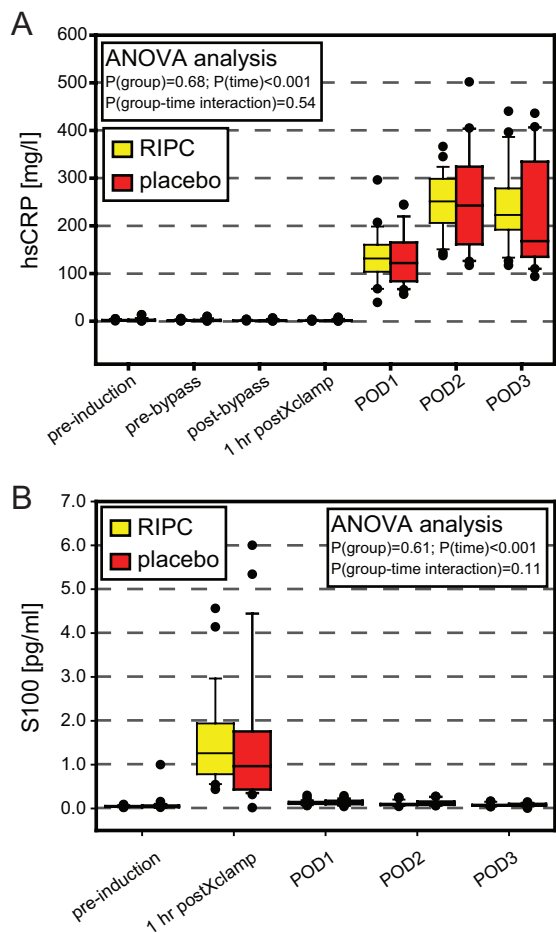 A
600
500
400
300
200
100
0
hsCRP [mg/l]
ANOVA analysis
P(group)=0.68; P(time)<0.001
P(group-time interaction)=0.54
RIPC
placebo
pre-induction
pre-bypass
post-bypass
1 hr postXclamp
POD1
POD2
POD3
B
7.0
6.0
5.0
4.0
3.0
2.0
1.0
0.0
S100 [pg/ml]
RIPC
placebo
ANOVA analysis
P(group)=0.61; P(time)<0.001
P(group-time interaction)=0.11
pre-induction
1 hr postXclamp
POD1
POD2
POD3